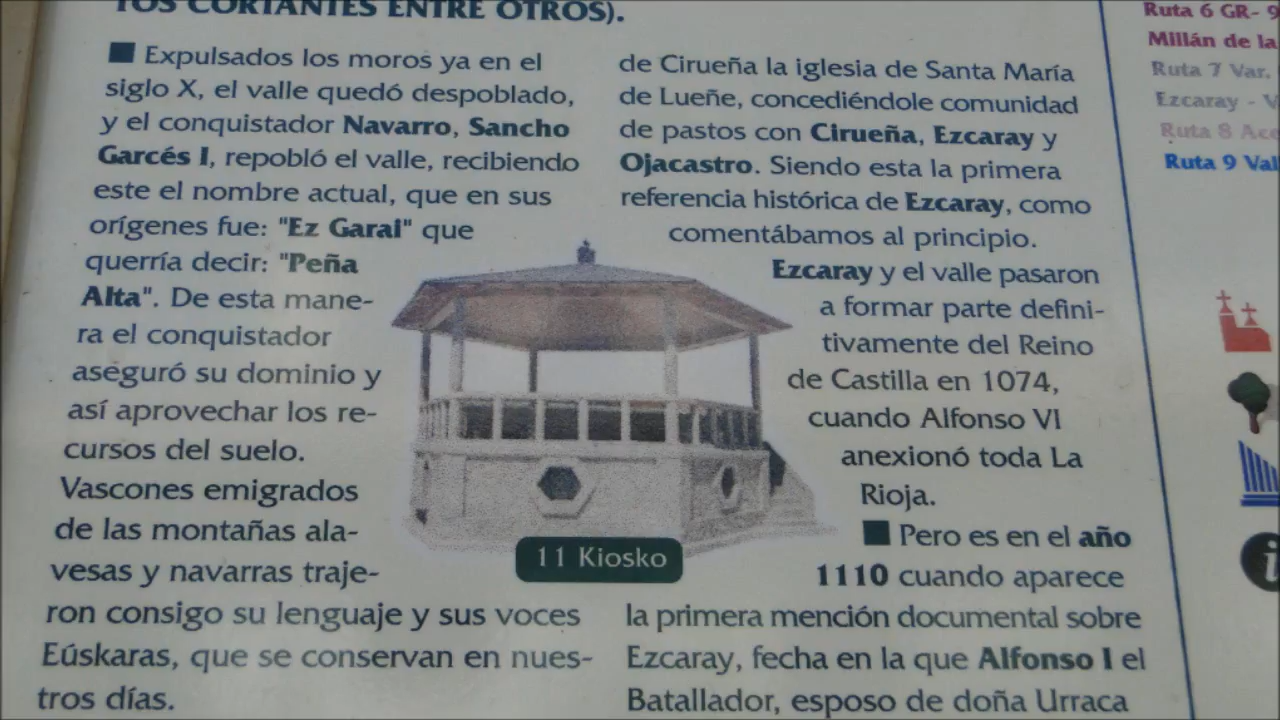 TOS CORTANTES ENTRE OTROS).
■ Expulsados los moros ya en el
siglo X, el valle quedó despoblado,
y el conquistador Navarro, Sancho
Garcés I, repobló el valle, recibiendo
este el nombre actual, que en sus
orígenes fue: "Ez Garai" que
querría decir: "Peña
Alta". De esta mane-
ra el conquistador
aseguró su dominio y
así aprovechar los re-
cursos del suelo.
Vascones emigrados
de las montañas ala-
vesas y navarras traje-
ron consigo su lenguaje y sus voces
Eúskaras, que se conservan en nues-
tros días.
11 Kiosko
de Cirueña la iglesia de Santa María
de Lueñe, concediéndole comunidad
de pastos con Cirueña, Ezcaray y
Ojacastro. Siendo esta la primera
referencia histórica de Ezcaray, como
comentábamos al principio.
Ezcaray y el valle pasaron
a formar parte defini-
tivamente del Reino
de Castilla en 1074,
cuando Alfonso VI
anexionó toda La
Rioja.
■ Pero es en el año
1110 cuando aparece
la primera mención documental sobre
Ezcaray, fecha en la que Alfonso I el
Batallador, esposo de doña Urraca
Ruta 6 GR- 9
Millán de la
Ruta 7 Var.
Ezcaray - V
Ruta 8 Ace
Ruta 9 Val
i